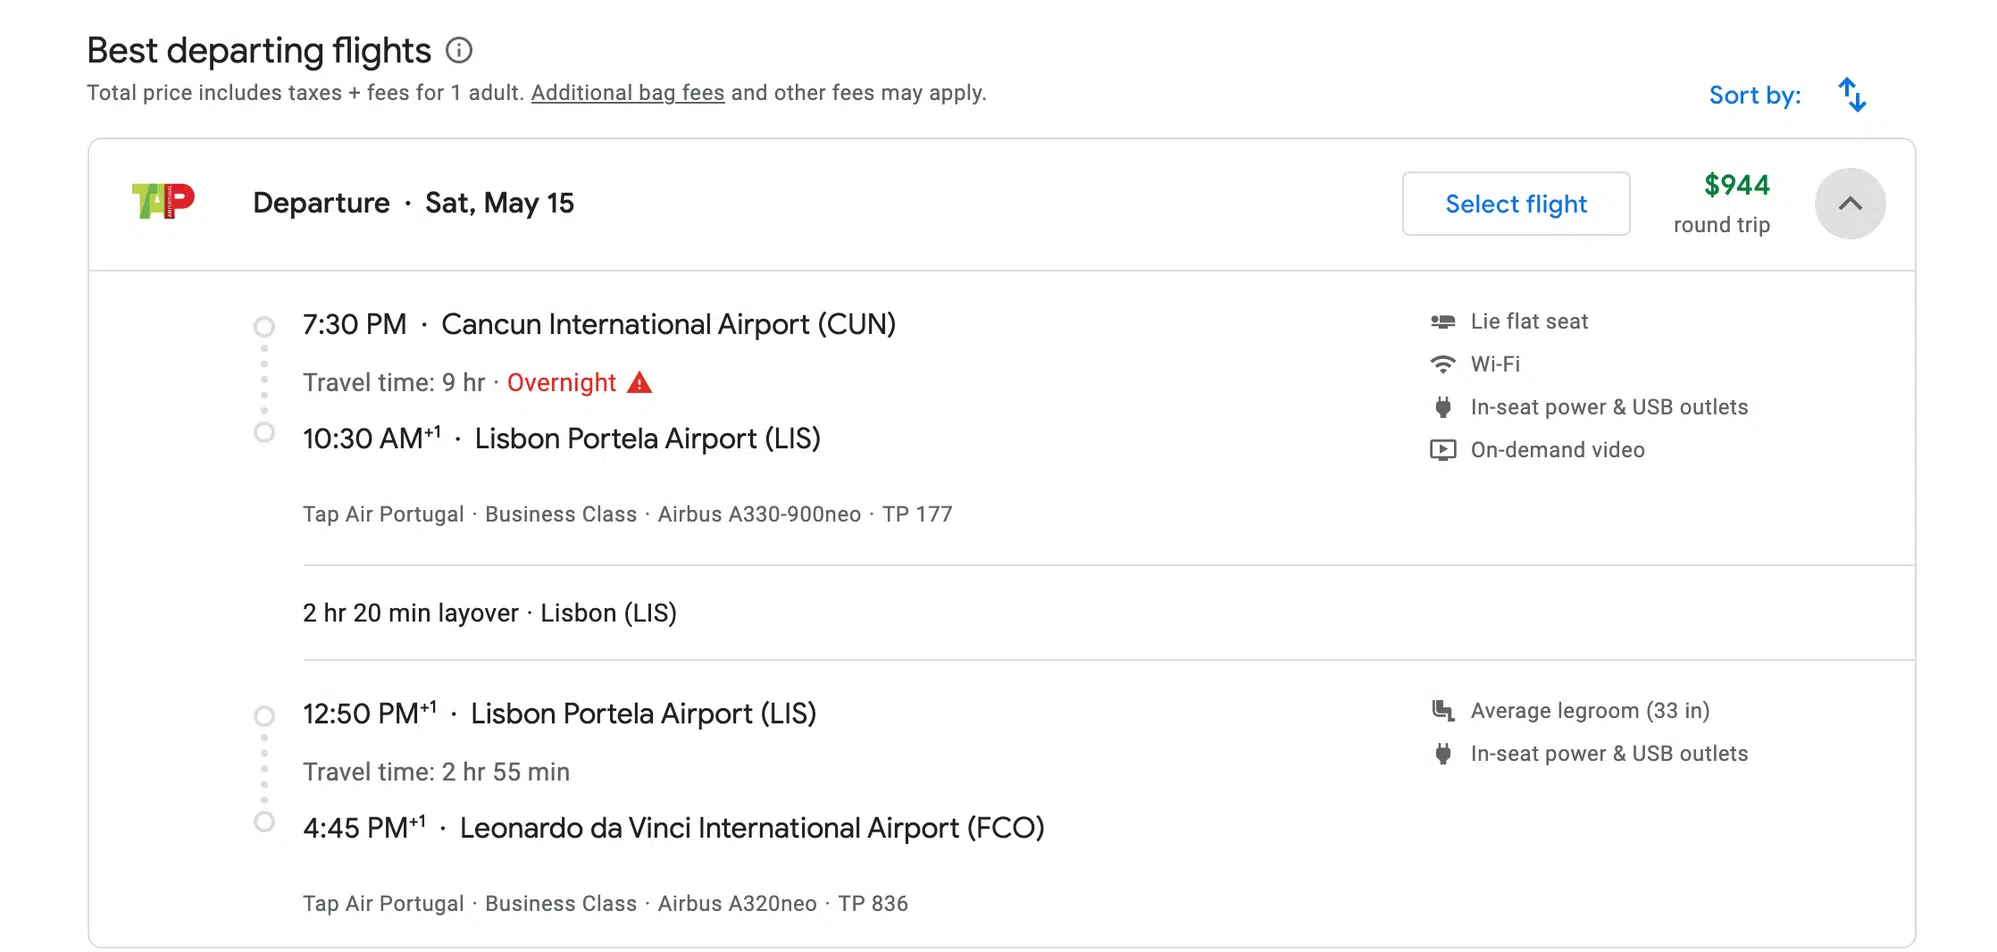 Best departing flights
Total price includes taxes + fees for 1 adult. Additional bag fees and other fees may apply.
Sort by:
TAP AIR PORTUGAL
Departure · Sat, May 15
Select flight
$944
round trip
7:30 PM · Cancun International Airport (CUN)
Travel time: 9 hr · Overnight
10:30 AM+1 · Lisbon Portela Airport (LIS)
Tap Air Portugal · Business Class · Airbus A330-900neo · TP 177
Lie flat seat
Wi-Fi
In-seat power & USB outlets
On-demand video
2 hr 20 min layover · Lisbon (LIS)
12:50 PM+1 · Lisbon Portela Airport (LIS)
Travel time: 2 hr 55 min
4:45 PM+1 · Leonardo da Vinci International Airport (FCO)
Tap Air Portugal · Business Class · Airbus A320neo · TP 836
Average legroom (33 in)
In-seat power & USB outlets